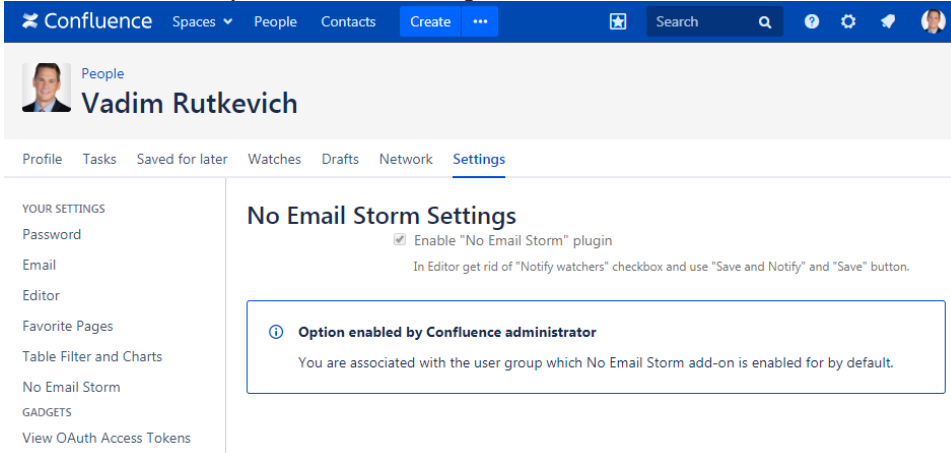 Confluence Spaces People Contacts Create ••• Search
People
Vadim Rutkevich
Profile Tasks Saved for later Watches Drafts Network Settings
YOUR SETTINGS
Password
Email
Editor
Favorite Pages
Table Filter and Charts
No Email Storm
GADGETS
View OAuth Access Tokens
No Email Storm Settings
Enable "No Email Storm" plugin
In Editor get rid of "Notify watchers" checkbox and use "Save and Notify" and "Save" button.
Option enabled by Confluence administrator
You are associated with the user group which No Email Storm add-on is enabled for by default.